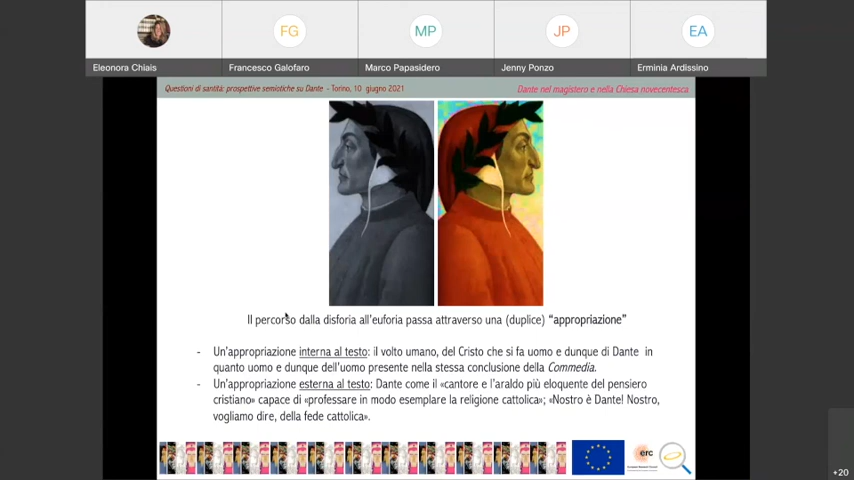 FG
MP
JP
EA
Eleonora Chiais
Francesco Galofaro
Marco Papasidero
Jenny Ponzo
Erminia Ardissino
Questioni di santità: prospettive semiotiche su Dante - Torino, 10 giugno 2021
Dante nel magistero e nella Chiesa novecentesca
Il percorso dalla disforia all'euforia passa attraverso una (duplice) “appropriazione”
- Un'appropriazione interna al testo: il volto umano, del Cristo che si fa uomo e dunque di Dante in
quanto uomo e dunque dell'uomo presente nella stessa conclusione della Commedia.
- Un'appropriazione esterna al testo: Dante come il «cantore e l'araldo più eloquente del pensiero
cristiano» capace di «professare in modo esemplare la religione cattolica»; «Nostro è Dante! Nostro,
vogliamo dire, della fede cattolica».
erc
+20